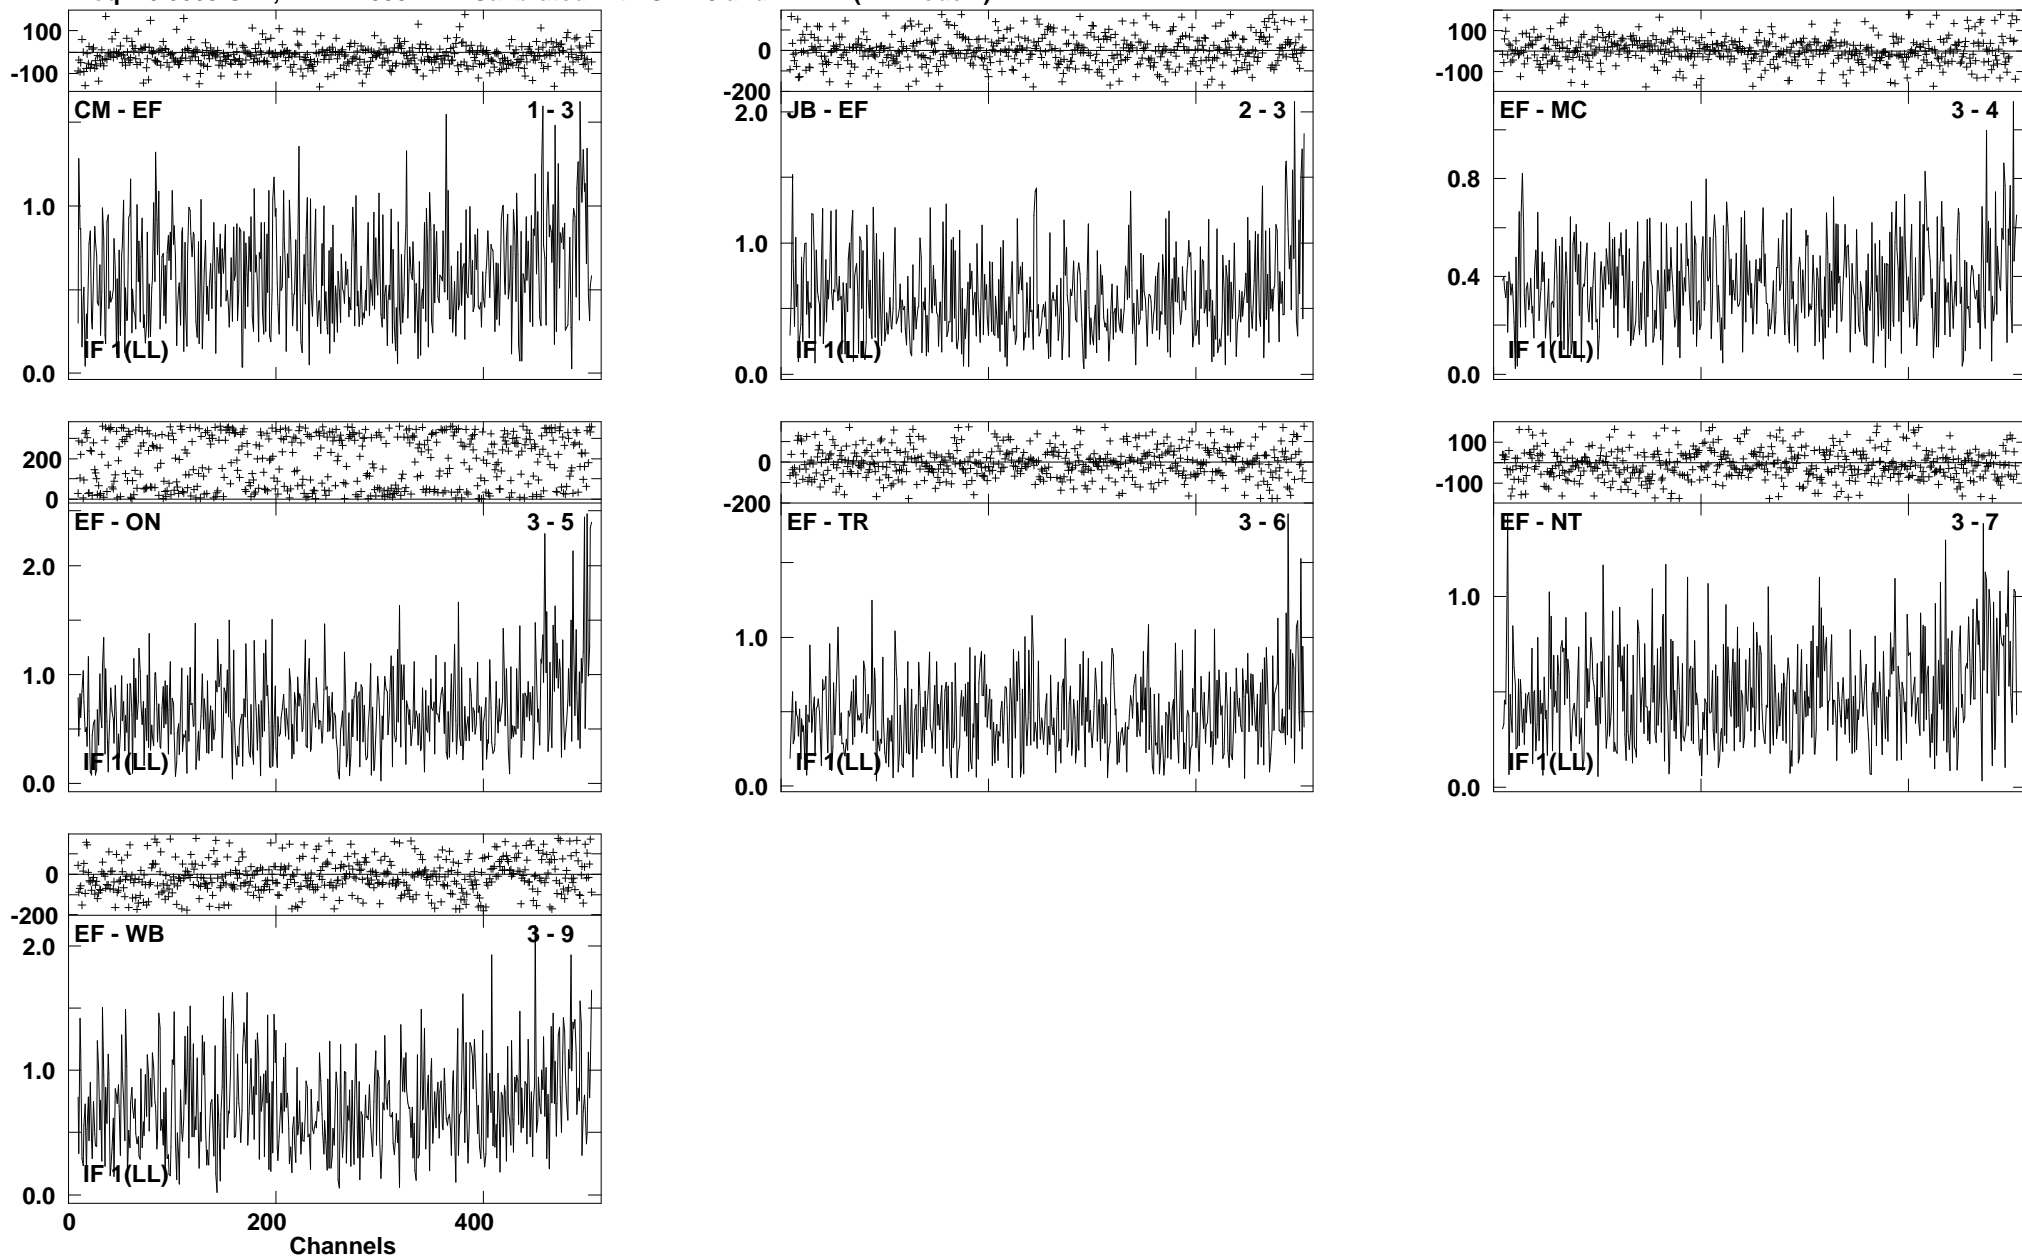 100
-100
CM - EF
1 - 3
1.0
IF 1(LL)
0.0
0
-200
2.0
JB - EF
2 - 3
1.0
IF 1(LL)
0.0
100
-100
EF - MC
3 - 4
0.8
0.4
IF 1(LL)
0.0
200
0
EF - ON
3 - 5
2.0
1.0
IF 1(LL)
0.0
0
-200
EF - TR
3 - 6
1.0
IF 1(LL)
0.0
100
-100
EF - NT
3 - 7
1.0
IF 1(LL)
0.0
0
-200
EF - WB
3 - 9
2.0
1.0
IF 1(LL)
0.0
0
200
400
Channels